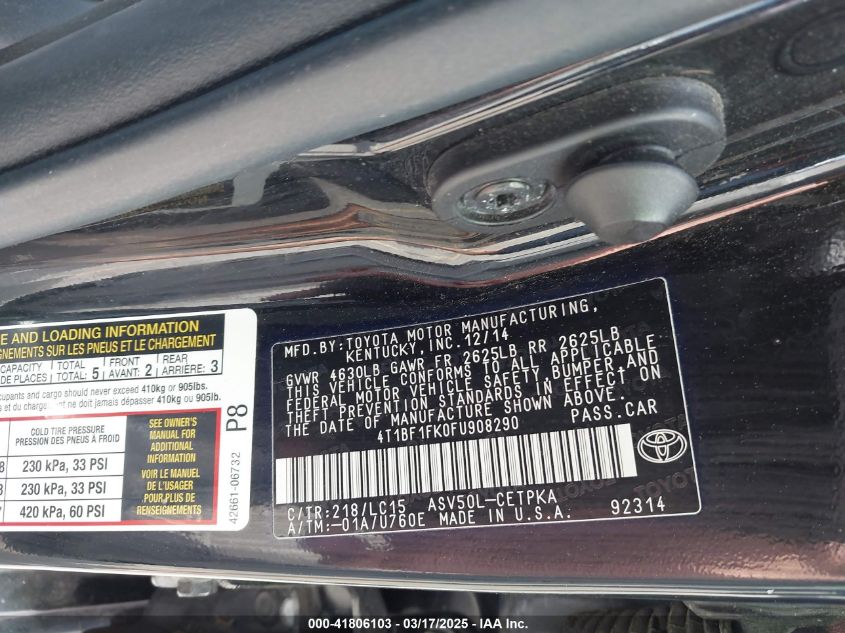 E AND LOADING INFORMATION
GNEMENTS SUR LES PNEUS ET LE CHARGEMENT
CAPACITY TOTAL 5 FRONT 2 REAR 3
DE PLACES TOTAL AVANT: ARRIÈRE:
cupants and cargo should never exceed 410kg or 905lbs.
s et du chargement ne doit jamais dépasser 410kg ou 905l.
COLD TIRE PRESSURE
PRESSION DES PNEUS À FROID
230 kPa, 33 PSI
230 kPa, 33 PSI
420 kPa, 60 PSI
SEE OWNER'S
MANUAL FOR
ADDITIONAL
INFORMATION
VOIR LE MANUEL
DE L'USAGER
POUR PLUS DE
RENSEIGNEMENTS
P8
42661-06732
MFD.BY:TOYOTA MOTOR MANUFACTURING,
KENTUCKY, INC. 12/14
GVWR 4630LB GAWR FR 2625LB RR 2625LB
THIS VEHICLE CONFORMS TO ALL APPLICABLE
FEDERAL MOTOR VEHICLE SAFETY, BUMPER, AND
THEFT PREVENTION STANDARDS IN EFFECT ON
THE DATE OF MANUFACTURE SHOWN ABOVE.
4T1BF1FK0FU908290 PASS.CAR
TOYOTA
C/TR:218/LC15 ASV50L-CETPKA
A/TM:-01A/U760E MADE IN U.S.A. 92314
000-41806103 — 03/17/2025 — IAA Inc.